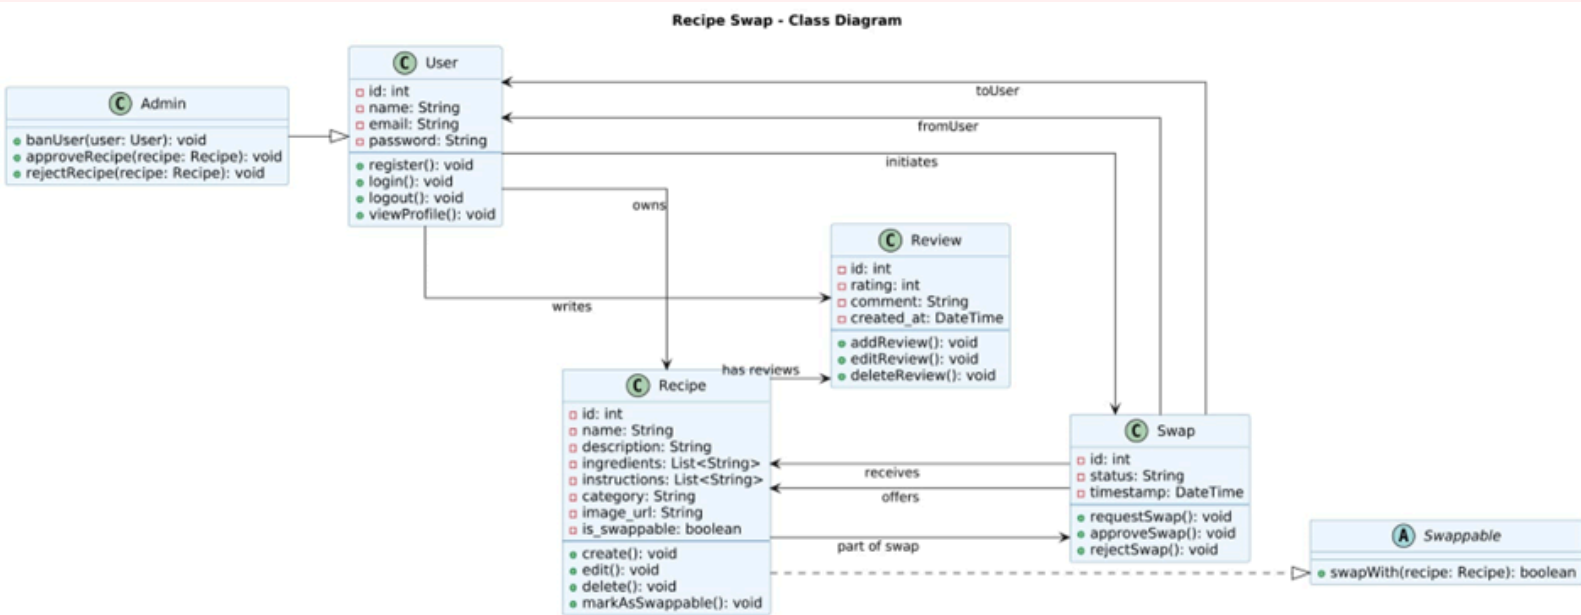 Recipe Swap - Class Diagram
C User
id: int
name: String
email: String
password: String
register(): void
login(): void
logout(): void
viewProfile(): void
C Admin
banUser(user: User): void
approveRecipe(recipe: Recipe): void
rejectRecipe(recipe: Recipe): void
toUser
fromUser
initiates
owns
writes
C Review
id: int
rating: int
comment: String
created_at: DateTime
addReview(): void
editReview(): void
deleteReview(): void
has reviews
C Recipe
id: int
name: String
description: String
ingredients: List<String>
instructions: List<String>
category: String
image_url: String
is_swappable: boolean
create(): void
edit(): void
delete(): void
markAsSwappable(): void
receives
offers
part of swap
C Swap
id: int
status: String
timestamp: DateTime
requestSwap(): void
approveSwap(): void
rejectSwap(): void
A Swappable
swapWith(recipe: Recipe): boolean